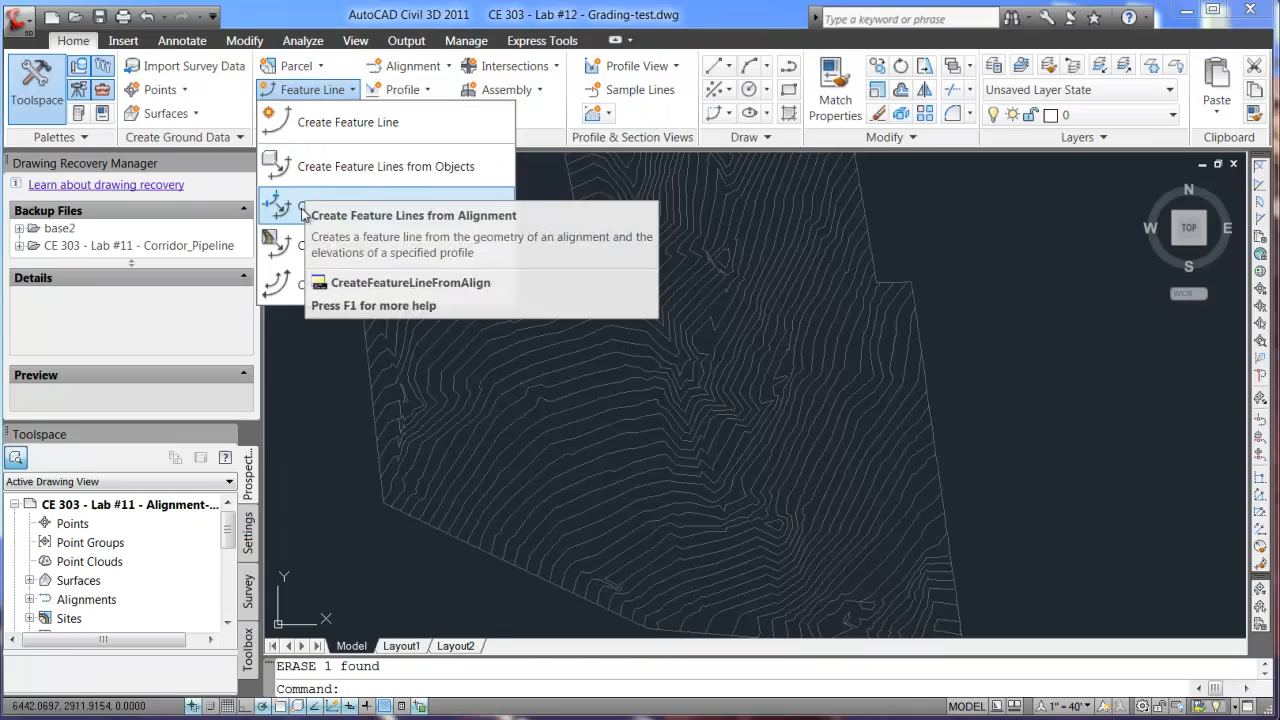 AutoCAD Civil 3D 2011 CE 303 - Lab #12 - Grading-test.dwg
Type a keyword or phrase
Home Insert Annotate Modify Analyze View Output Manage Express Tools
Toolspace
Import Survey Data
Points
Surfaces
Parcel
Feature Line
Alignment
Profile
Intersections
Assembly
Profile View
Sample Lines
Match
Properties
Unsaved Layer State
0
Paste
Palettes Create Ground Data Profile & Section Views Draw Modify Layers Clipboard
Create Feature Line
Create Feature Lines from Objects
Create Feature Lines from Alignment
Creates a feature line from the geometry of an alignment and the
elevations of a specified profile
CreateFeatureLineFromAlign
Press F1 for more help
Drawing Recovery Manager
Learn about drawing recovery
Backup Files
base2
CE 303 - Lab #11 - Corridor_Pipeline
Details
Preview
Toolspace
Active Drawing View
CE 303 - Lab #11 - Alignment-...
Points
Point Groups
Point Clouds
Surfaces
Alignments
Sites
Prospect...
Settings
Survey
Toolbox
N
W TOP E
S
WCS
Y
X
Model Layout1 Layout2
ERASE 1 found
Command:
6442.0697, 2911.9154, 0.0000 MODEL 1" = 40'